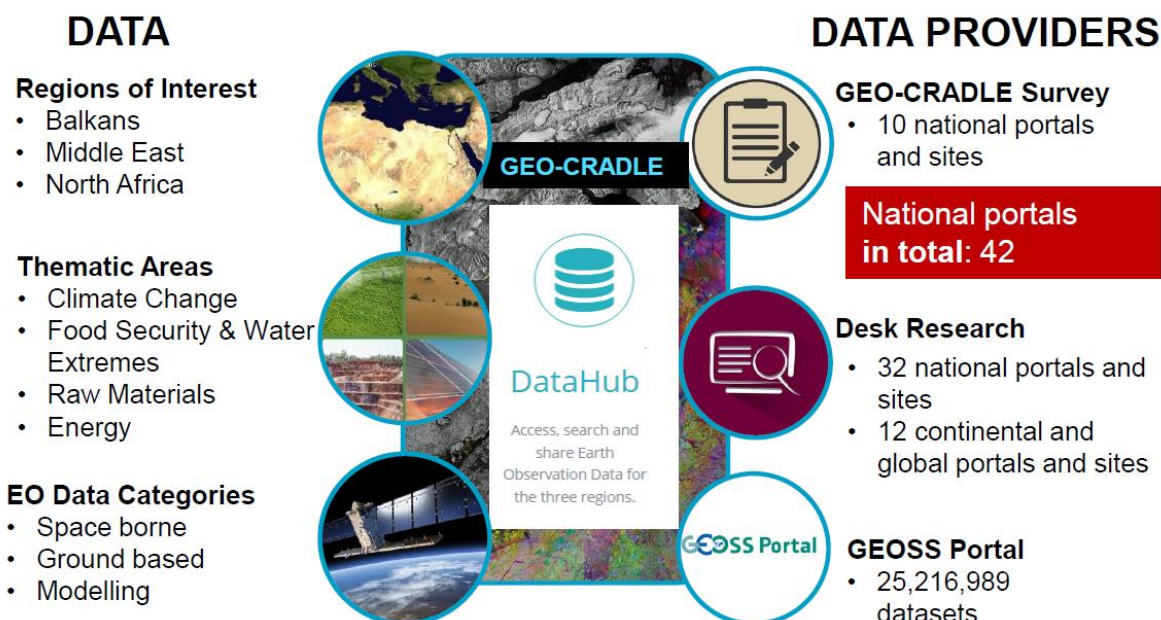 DATA
Regions of Interest
• Balkans
• Middle East
• North Africa
Thematic Areas
• Climate Change
• Food Security & Water
Extremes
• Raw Materials
• Energy
EO Data Categories
• Space borne
• Ground based
• Modelling
GEO-CRADLE
DataHub
Access, search and
share Earth
Observation Data for
the three regions.
DATA PROVIDERS
GEO-CRADLE Survey
• 10 national portals
and sites
National portals
in total: 42
Desk Research
• 32 national portals and
sites
• 12 continental and
global portals and sites
GEOSS Portal
GEOSS Portal
• 25,216,989
datasets